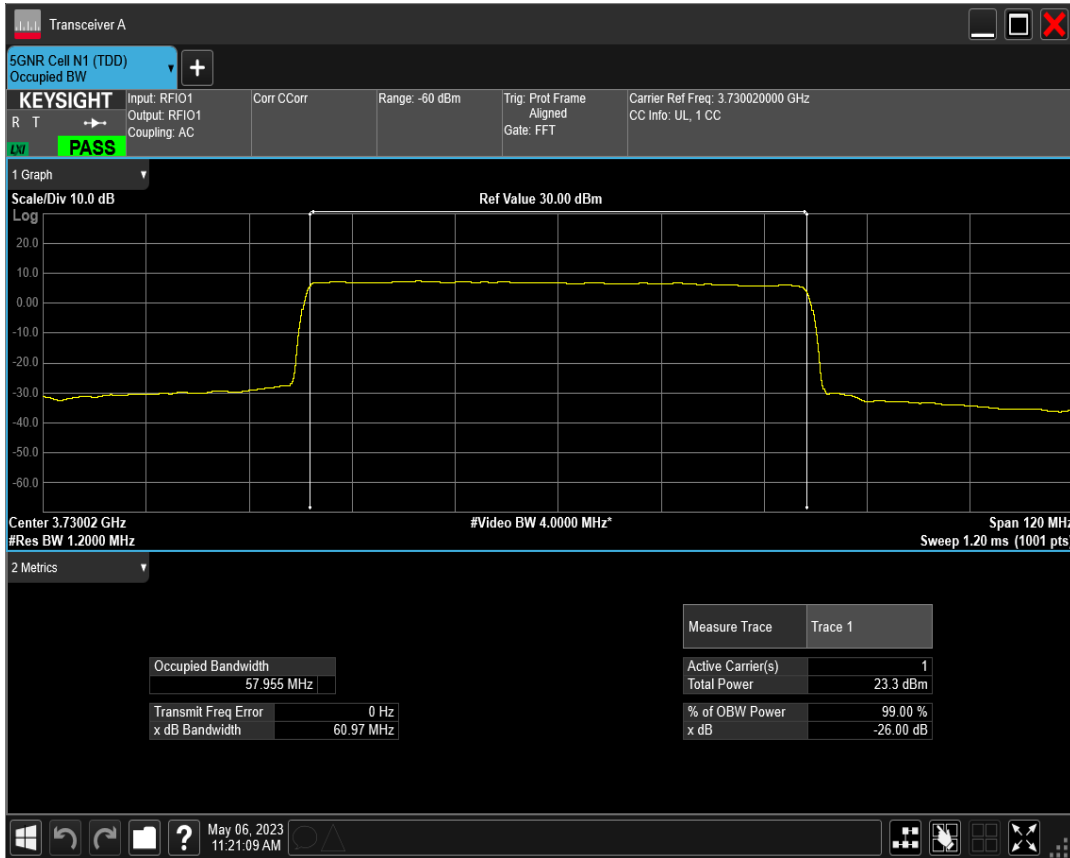 Transceiver A
5GNR Cell N1 (TDD)
Occupied BW
+
KEYSIGHT
R T
LXI
PASS
Input: RFIO1
Output: RFIO1
Coupling: AC
Corr CCorr
Range: -60 dBm
Trig: Prot Frame
Aligned
Gate: FFT
Carrier Ref Freq: 3.730020000 GHz
CC Info: UL, 1 CC
1 Graph
Scale/Div 10.0 dB
Ref Value 30.00 dBm
Log
20.0
10.0
0.00
-10.0
-20.0
-30.0
-40.0
-50.0
-60.0
Center 3.73002 GHz
#Video BW 4.0000 MHz*
Span 120 MHz
#Res BW 1.2000 MHz
Sweep 1.20 ms (1001 pts)
2 Metrics
Measure Trace Trace 1
Occupied Bandwidth
57.955 MHz
Active Carrier(s) 1
Total Power 23.3 dBm
Transmit Freq Error 0 Hz
x dB Bandwidth 60.97 MHz
% of OBW Power 99.00 %
x dB -26.00 dB
?
May 06, 2023
11:21:09 AM